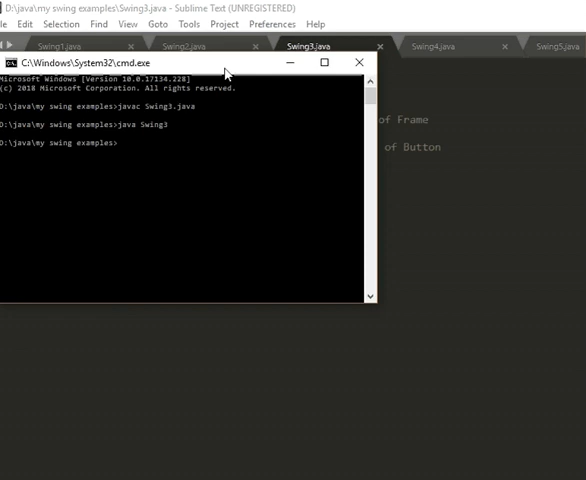 D:\java\my swing examples\Swing3.java - Sublime Text (UNREGISTERED)
Edit Selection Find View Goto Tools Project Preferences Help
Swing1.java Swing2.java Swing3.java Swing4.java Swing5.java
C:\Windows\System32\cmd.exe
Microsoft Windows [Version 10.0.17134.228]
(c) 2018 Microsoft Corporation. All rights reserved.
D:\java\my swing examples>javac Swing3.java
of Frame
D:\java\my swing examples>java Swing3
D:\java\my swing examples>
of Button